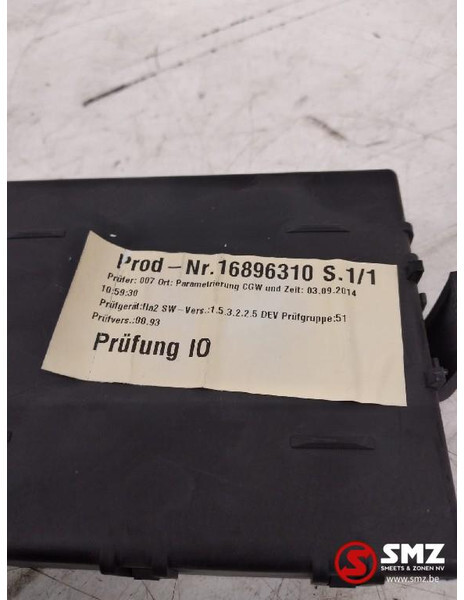 Prod-Nr.16896310 S.1/1
Prüfer: 007 Ort: Parametrierung CGW und Zeit: 03.09.2014
10:59:30
Prüfgerät:fla2 SW-Vers.:1.5.3.2.2.5 DEV Prüfgruppe:51
Prüfvers.:00.93
Prüfung IO
SMZ
SMEETS & ZONEN NV
www.smz.be